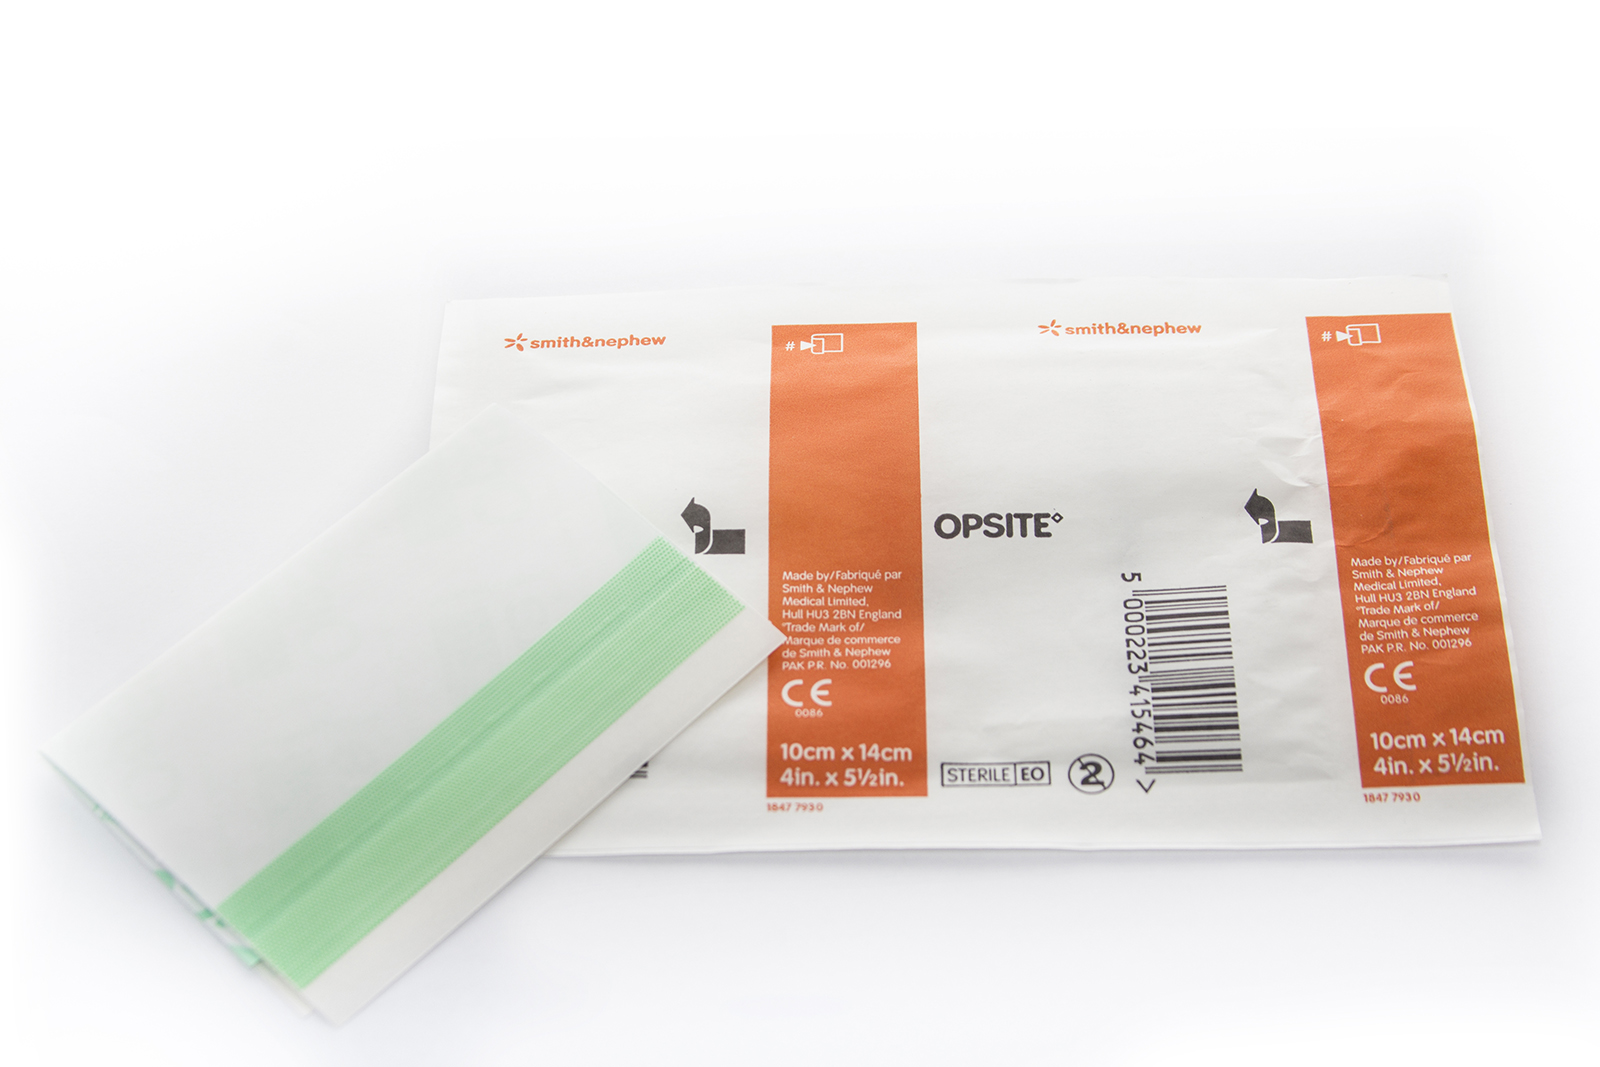 smith&nephew
#
Made by/Fabriqué par
Smith & Nephew
Medical Limited,
Hull HU3 2BN England
°Trade Mark of/
Marque de commerce
de Smith & Nephew
PAK P.R. No. 001296
CE
0086
10cm x 14cm
4in. x 5½in.
1847 7930
smith&nephew
OPSITE◊
STERILE EO
2
5 000223 415464 >
#
Made by/Fabriqué par
Smith & Nephew
Medical Limited,
Hull HU3 2BN England
°Trade Mark of/
Marque de commerce
de Smith & Nephew
PAK P.R. No. 001296
CE
0086
10cm x 14cm
4in. x 5½in.
1847 7930